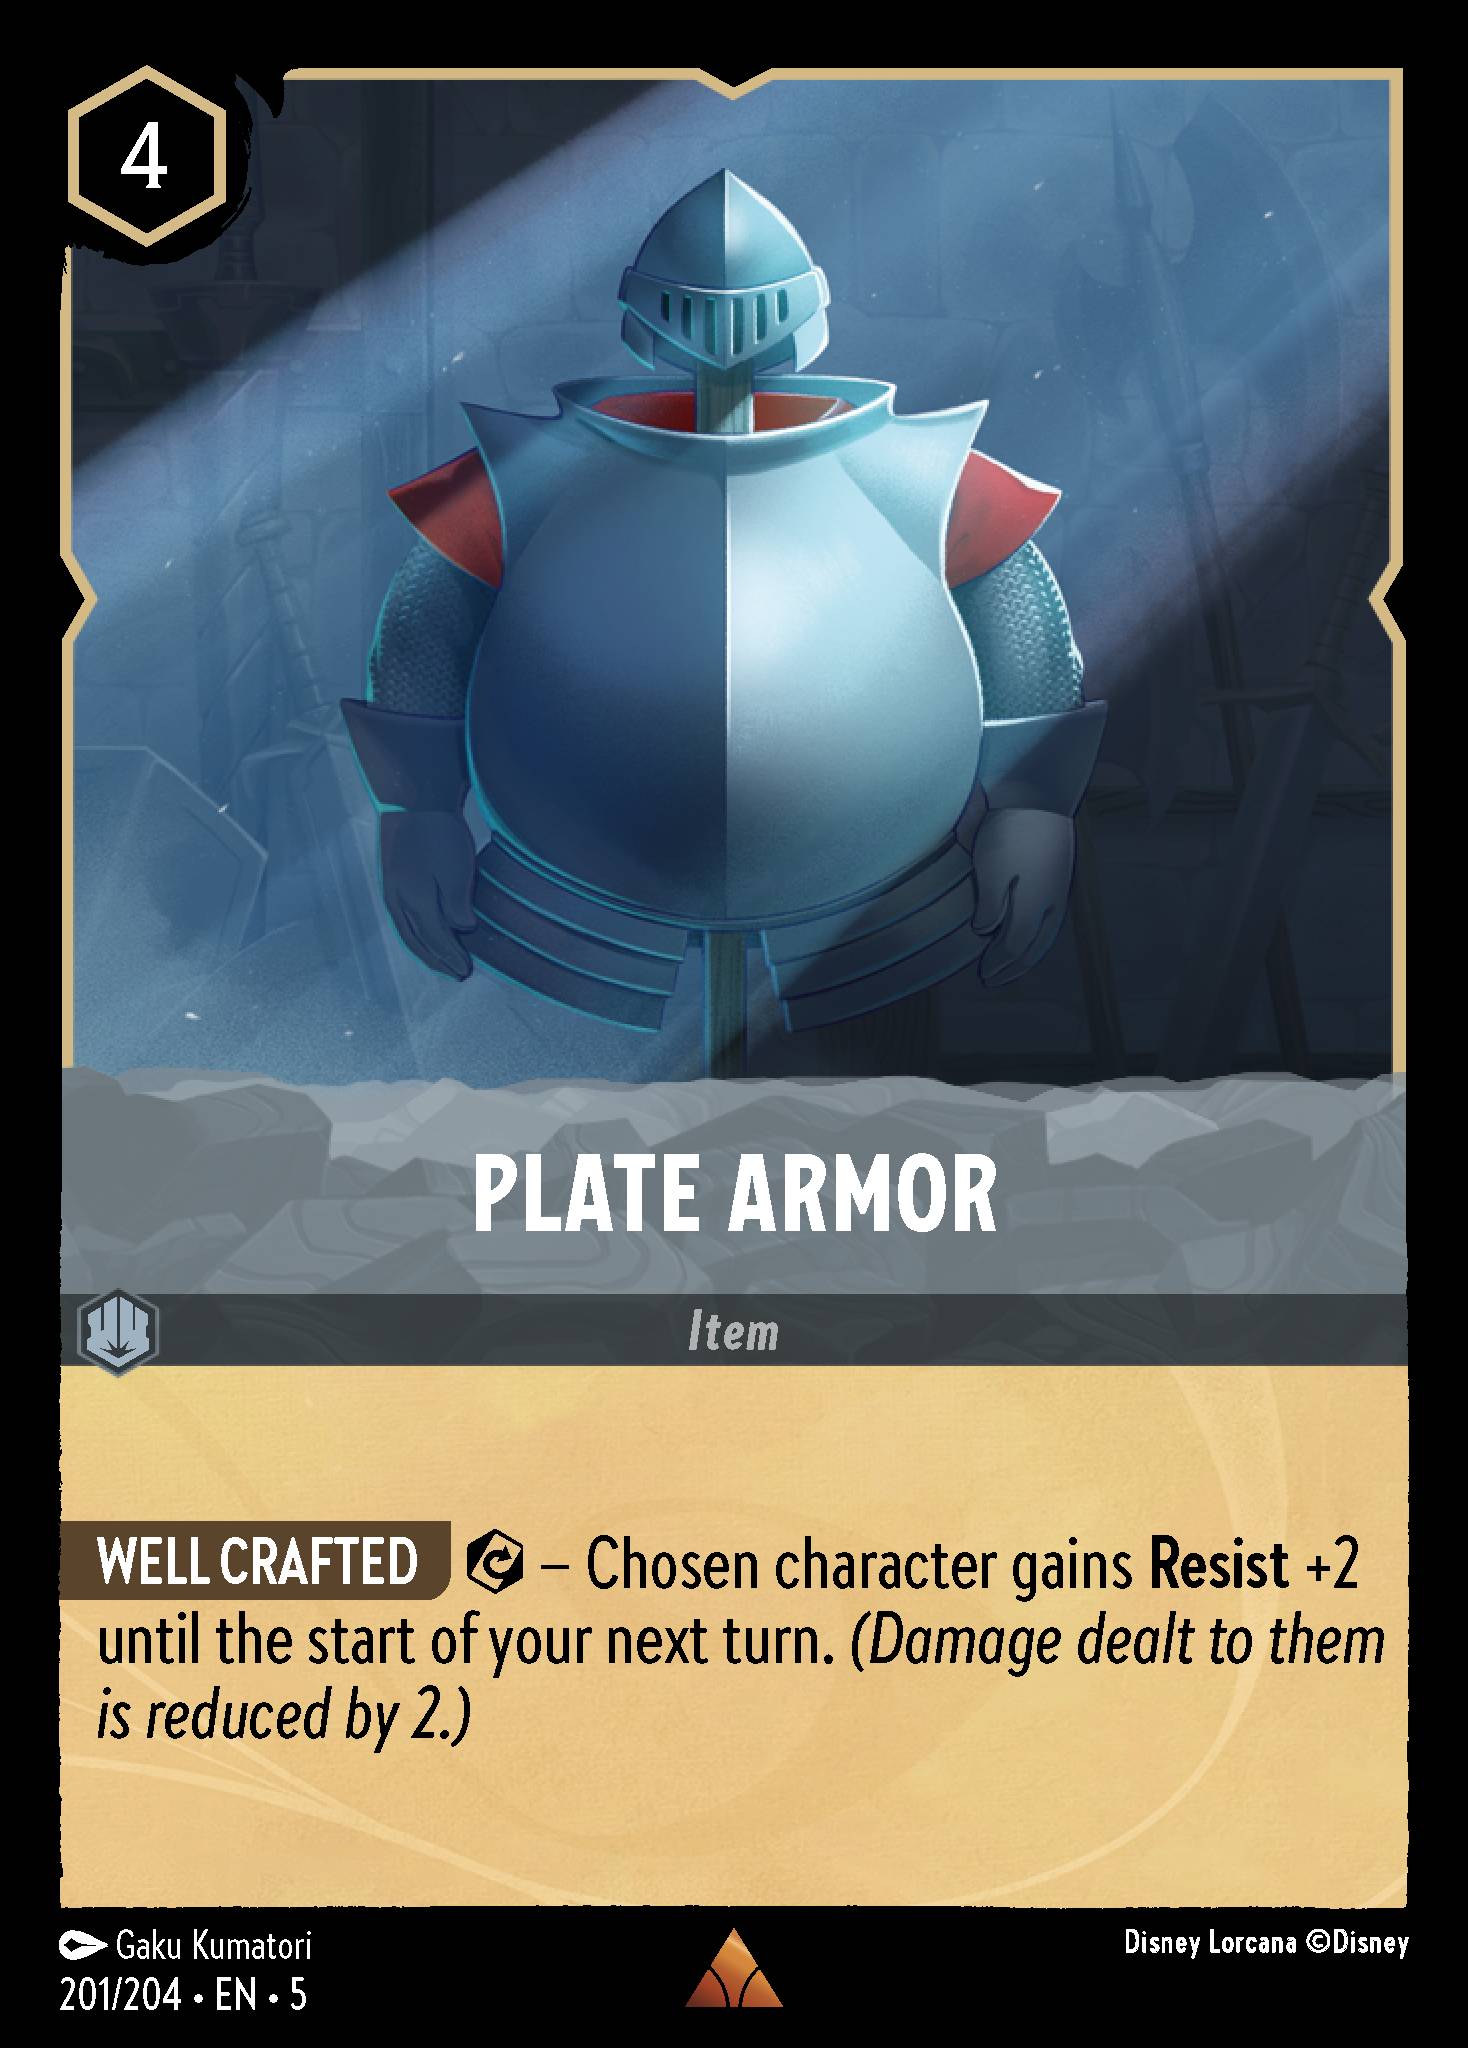 4
PLATE ARMOR
Item
WELL CRAFTED – Chosen character gains Resist +2
until the start of your next turn. (Damage dealt to them
is reduced by 2.)
Gaku Kumatori
Disney Lorcana ©Disney
201/204 • EN • 5